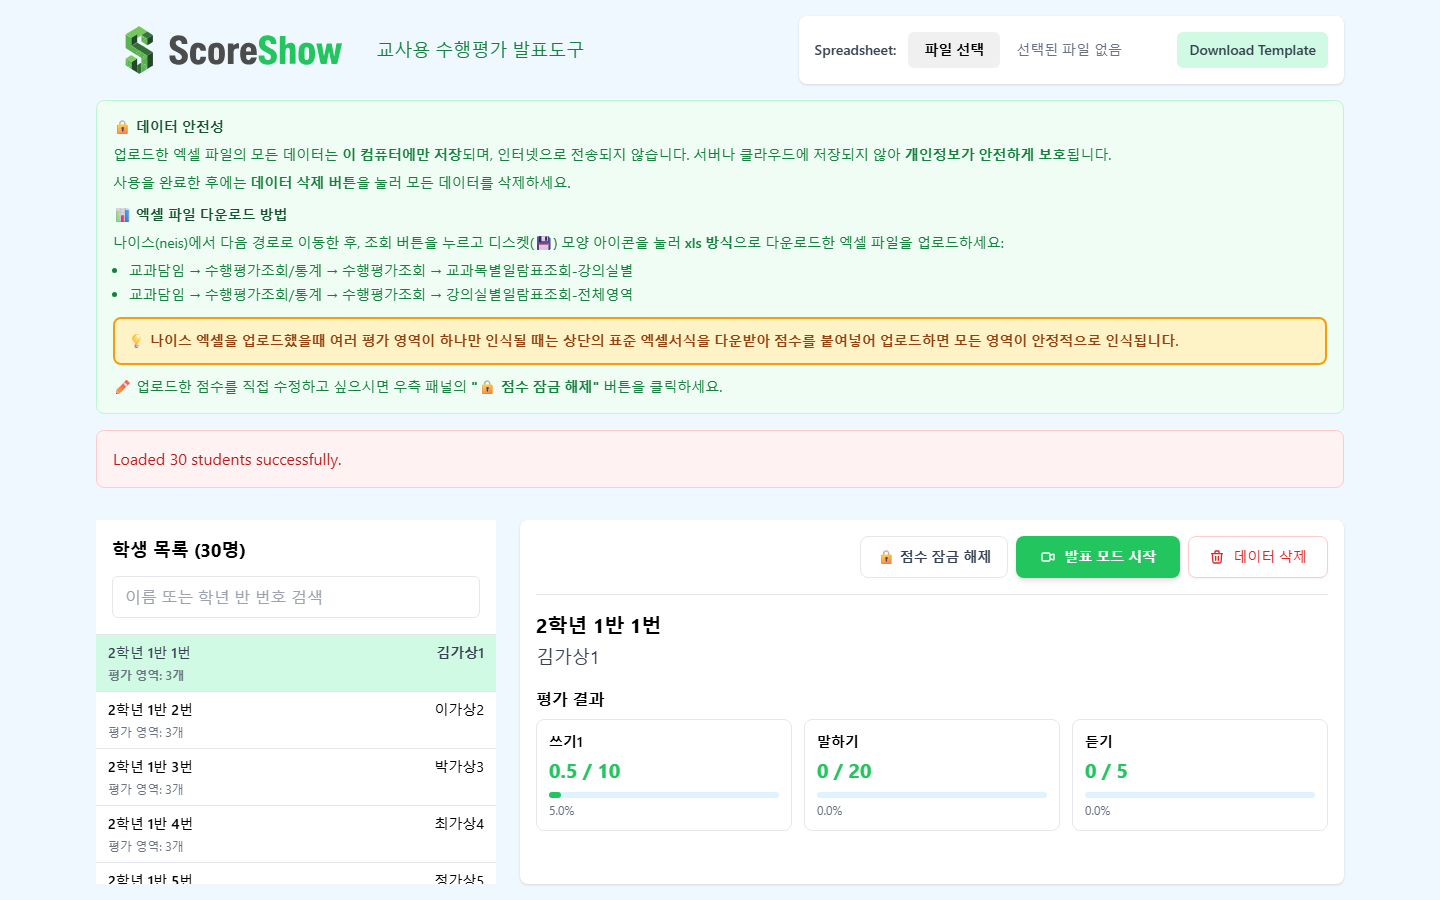 ScoreShow
교사용 수행평가 발표도구
Spreadsheet: 파일 선택 선택된 파일 없음 Download Template
🔒 데이터 안전성
업로드한 엑셀 파일의 모든 데이터는 이 컴퓨터에만 저장되며, 인터넷으로 전송되지 않습니다. 서버나 클라우드에 저장되지 않아 개인정보가 안전하게 보호됩니다.
사용을 완료한 후에는 데이터 삭제 버튼을 눌러 모든 데이터를 삭제하세요.
📊 엑셀 파일 다운로드 방법
나이스(neis)에서 다음 경로로 이동한 후, 조회 버튼을 누르고 디스켓(💾) 모양 아이콘을 눌러 xls 방식으로 다운로드한 엑셀 파일을 업로드하세요:
• 교과담임 → 수행평가조회/통계 → 수행평가조회 → 교과목별일람표조회-강의실별
• 교과담임 → 수행평가조회/통계 → 수행평가조회 → 강의실별일람표조회-전체영역
💡 나이스 엑셀을 업로드했을때 여러 평가 영역이 하나만 인식될 때는 상단의 표준 엑셀서식을 다운받아 점수를 붙여넣어 업로드하면 모든 영역이 안정적으로 인식됩니다.
✏️ 업로드한 점수를 직접 수정하고 싶으시면 우측 패널의 "🔒 점수 잠금 해제" 버튼을 클릭하세요.
Loaded 30 students successfully.
학생 목록 (30명)
이름 또는 학년 반 번호 검색
2학년 1반 1번 김가상1
평가 영역: 3개
2학년 1반 2번 이가상2
평가 영역: 3개
2학년 1반 3번 박가상3
평가 영역: 3개
2학년 1반 4번 최가상4
평가 영역: 3개
2학년 1반 5번 정가상5
🔒 점수 잠금 해제 발표 모드 시작 데이터 삭제
2학년 1반 1번
김가상1
평가 결과
쓰기1
0.5 / 10
5.0%
말하기
0 / 20
0.0%
듣기
0 / 5
0.0%